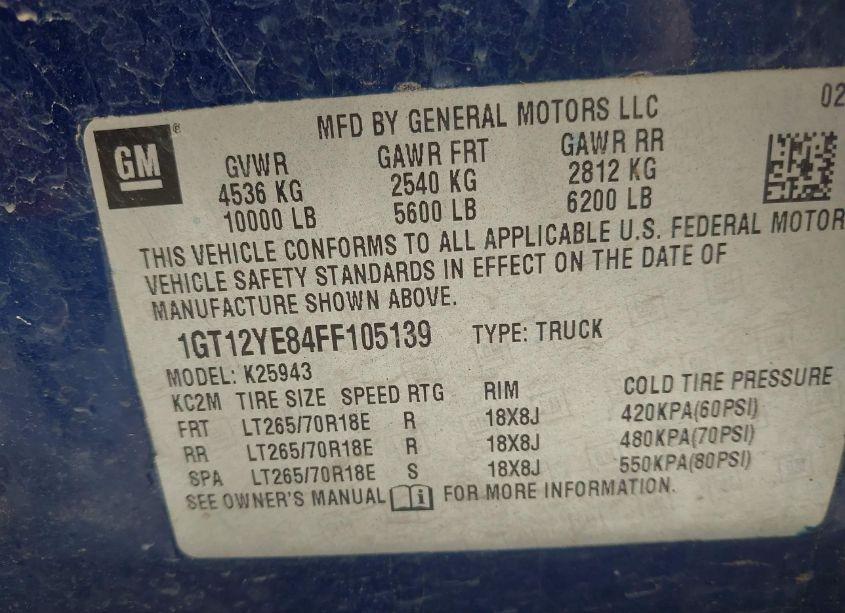 MFD BY GENERAL MOTORS LLC 02
GM ®
GVWR GAWR FRT GAWR RR
4536 KG 2540 KG 2812 KG
10000 LB 5600 LB 6200 LB
THIS VEHICLE CONFORMS TO ALL APPLICABLE U.S. FEDERAL MOTOR
VEHICLE SAFETY STANDARDS IN EFFECT ON THE DATE OF
MANUFACTURE SHOWN ABOVE.
1GT12YE84FF105139 TYPE: TRUCK
MODEL: K25943
KC2M TIRE SIZE SPEED RTG RIM COLD TIRE PRESSURE
FRT LT265/70R18E R 18X8J 420KPA(60PSI)
RR LT265/70R18E R 18X8J 480KPA(70PSI)
SPA LT265/70R18E S 18X8J 550KPA(80PSI)
SEE OWNER'S MANUAL i FOR MORE INFORMATION.